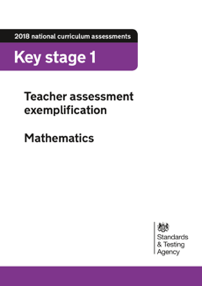 2018 national curriculum assessments
Key stage 1
Teacher assessment
exemplification
Mathematics
Standards
& Testing
Agency